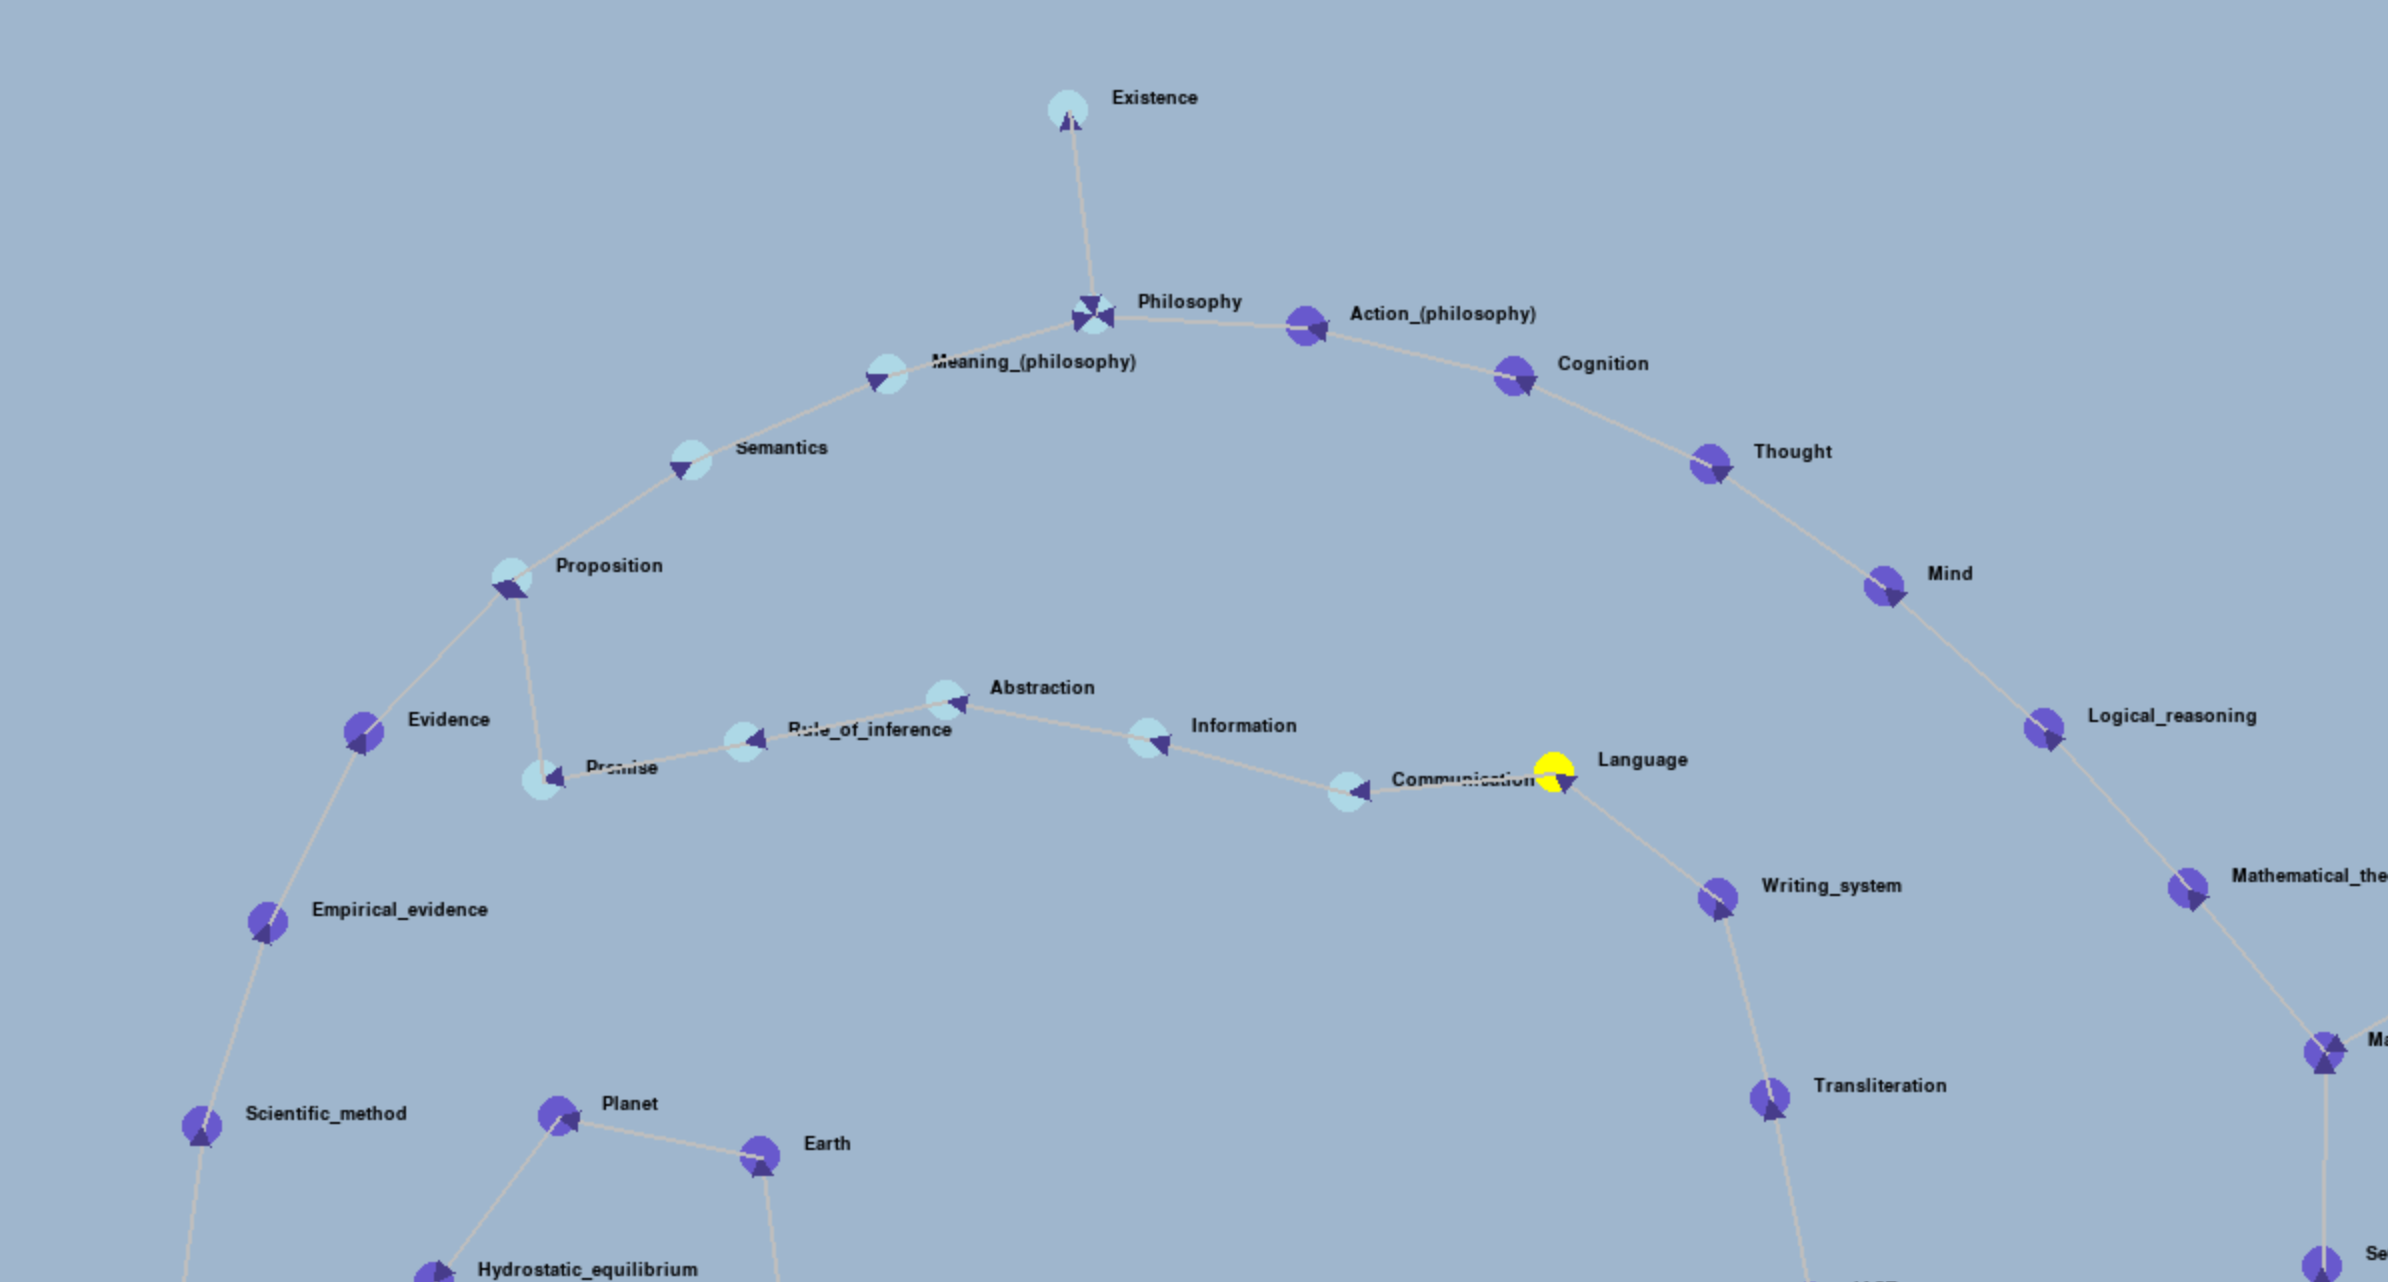 Existence
Philosophy
Action_(philosophy)
Meaning_(philosophy)
Cognition
Semantics
Thought
Proposition
Mind
Abstraction
Logical_reasoning
Evidence
Information
Rule_of_inference
Language
Premise
Communication
Mathematical_the
Writing_system
Empirical_evidence
Ma
Transliteration
Planet
Scientific_method
Earth
Se
Hydrostatic_equilibrium